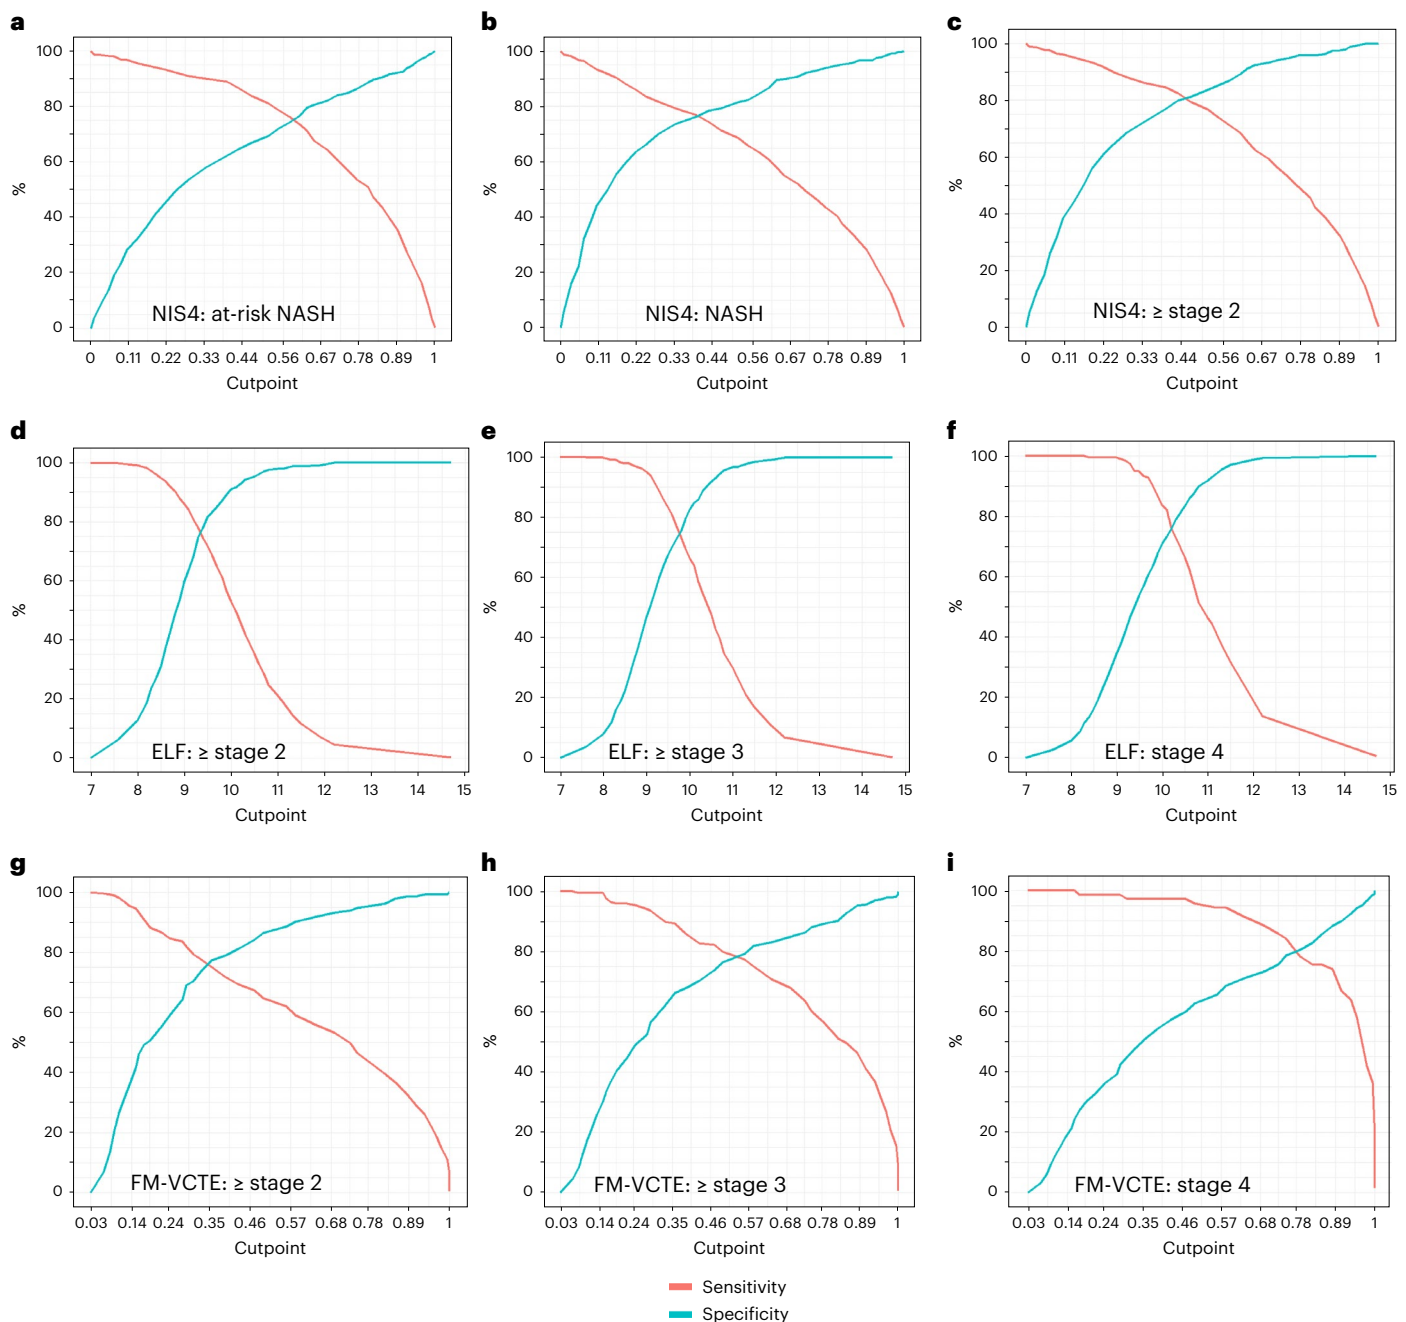 a
b
c
100
80
60
40
20
0
%
NIS4: at-risk NASH
0 0.11 0.22 0.33 0.44 0.56 0.67 0.78 0.89 1
Cutpoint
100
80
60
40
20
0
%
NIS4: NASH
0 0.11 0.22 0.33 0.44 0.56 0.67 0.78 0.89 1
Cutpoint
100
80
60
40
20
0
%
NIS4: ≥ stage 2
0 0.11 0.22 0.33 0.44 0.56 0.67 0.78 0.89 1
Cutpoint
d
e
f
100
80
60
40
20
0
%
ELF: ≥ stage 2
7 8 9 10 11 12 13 14 15
Cutpoint
100
80
60
40
20
0
%
ELF: ≥ stage 3
7 8 9 10 11 12 13 14 15
Cutpoint
100
80
60
40
20
0
%
ELF: stage 4
7 8 9 10 11 12 13 14 15
Cutpoint
g
h
i
100
80
60
40
20
0
%
FM-VCTE: ≥ stage 2
0.03 0.14 0.24 0.35 0.46 0.57 0.68 0.78 0.89 1
Cutpoint
100
80
60
40
20
0
%
FM-VCTE: ≥ stage 3
0.03 0.14 0.24 0.35 0.46 0.57 0.68 0.78 0.89 1
Cutpoint
100
80
60
40
20
0
%
FM-VCTE: stage 4
0.03 0.14 0.24 0.35 0.46 0.57 0.68 0.78 0.89 1
Cutpoint
Sensitivity
Specificity